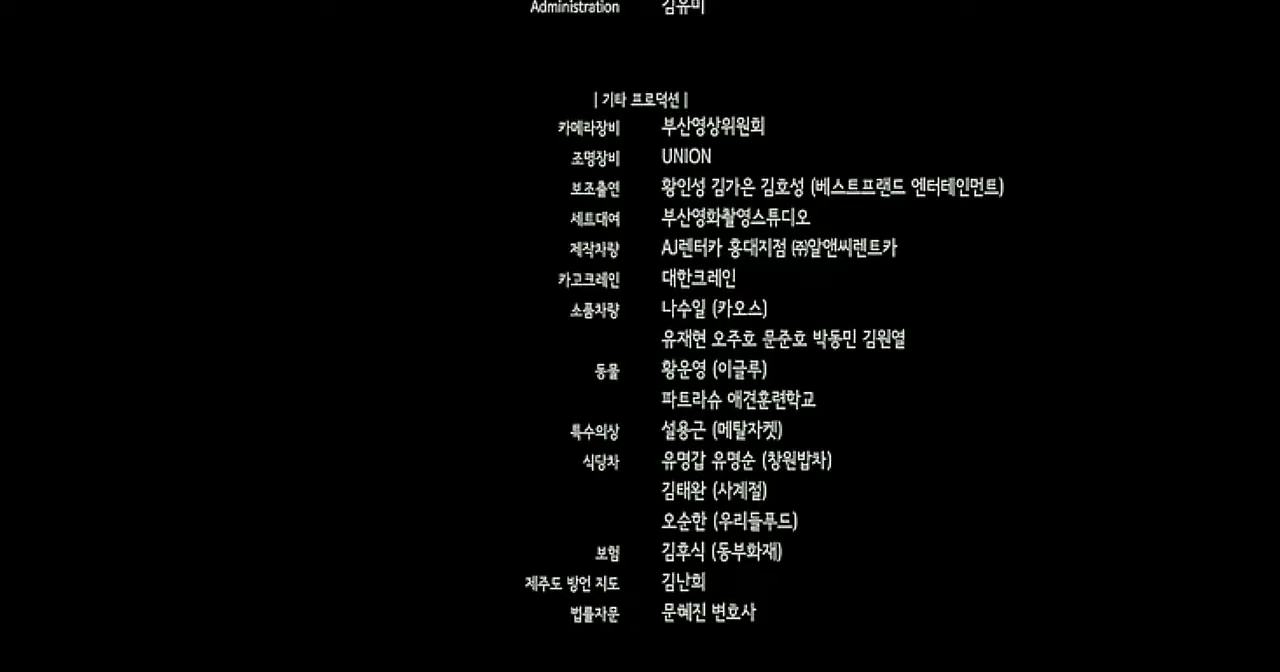 Administration 김유미
| 기타 프로덕션 |
카메라장비 부산영상위원회
조명장비 UNION
보조출연 황인성 김가은 김호성 (베스트프랜드 엔터테인먼트)
세트대여 부산영화촬영스튜디오
제작차량 AJ렌터카 홍대지점 ㈜알앤씨렌트카
카고크레인 대한크레인
소품차량 나수일 (카오스)
유재현 오주호 문준호 박동민 김원열
동물 황운영 (이글루)
파트라슈 애견훈련학교
특수의상 설용근 (메탈자켓)
식당차 유명갑 유명순 (창원밥차)
김태완 (사계절)
오순한 (우리들푸드)
보험 김후식 (동부화재)
제주도 방언 지도 김난희
법률자문 문혜진 변호사